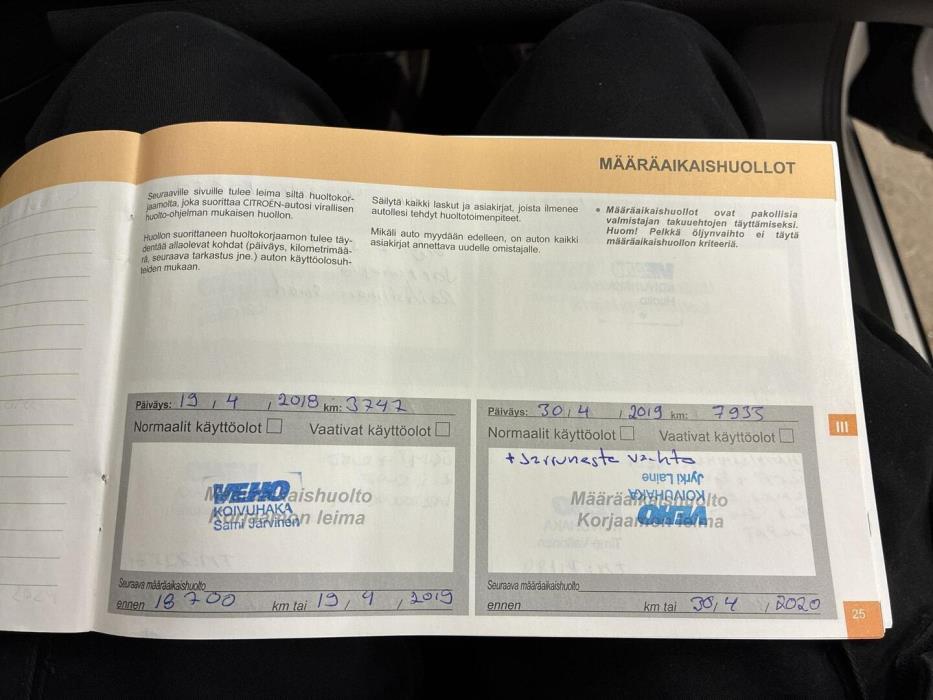 MÄÄRÄAIKAISHUOLLOT
Seuraaville sivuille tulee leima siltä huoltokor-
jaamolta, joka suorittaa CITROËN-autosi virallisen
huolto-ohjelman mukaisen huollon.
Huollon suorittaneen huoltokorjaamon tulee täy-
dentää allaolevat kohdat (päiväys, kilometrimää-
rä, seuraava tarkastus jne.) auton käyttöolosuh-
teiden mukaan.
Säilytä kaikki laskut ja asiakirjat, joista ilmenee
autollesi tehdyt huoltotoimenpiteet.
Mikäli auto myydään edelleen, on auton kaikki
asiakirjat annettava uudelle omistajalle.
• Määräaikaishuollot ovat pakollisia
valmistajan takuuehtojen täyttämiseksi.
Huom! Pelkkä öljynvaihto ei täytä
määräaikaishuollon kriteeriä.
Päiväys: 19 / 4 / 2018 km: 3747
Normaalit käyttöolot Vaativat käyttöolot
Määräaikaishuolto
Korjaamon leima
VEHO
KOIVUHAKA
Sami Järvinen
Seuraava määräaikaishuolto
ennen 18700 km tai 19 / 4 / 2019
Päiväys: 30 / 4 / 2019 km: 7935
Normaalit käyttöolot Vaativat käyttöolot
+ Jarruneste vaihto
Jyrki Laine
KOIVUHAKA
VEHO
Määräaikaishuolto
Korjaamon leima
Seuraava määräaikaishuolto
ennen km tai 30 / 4 / 2020
III
25